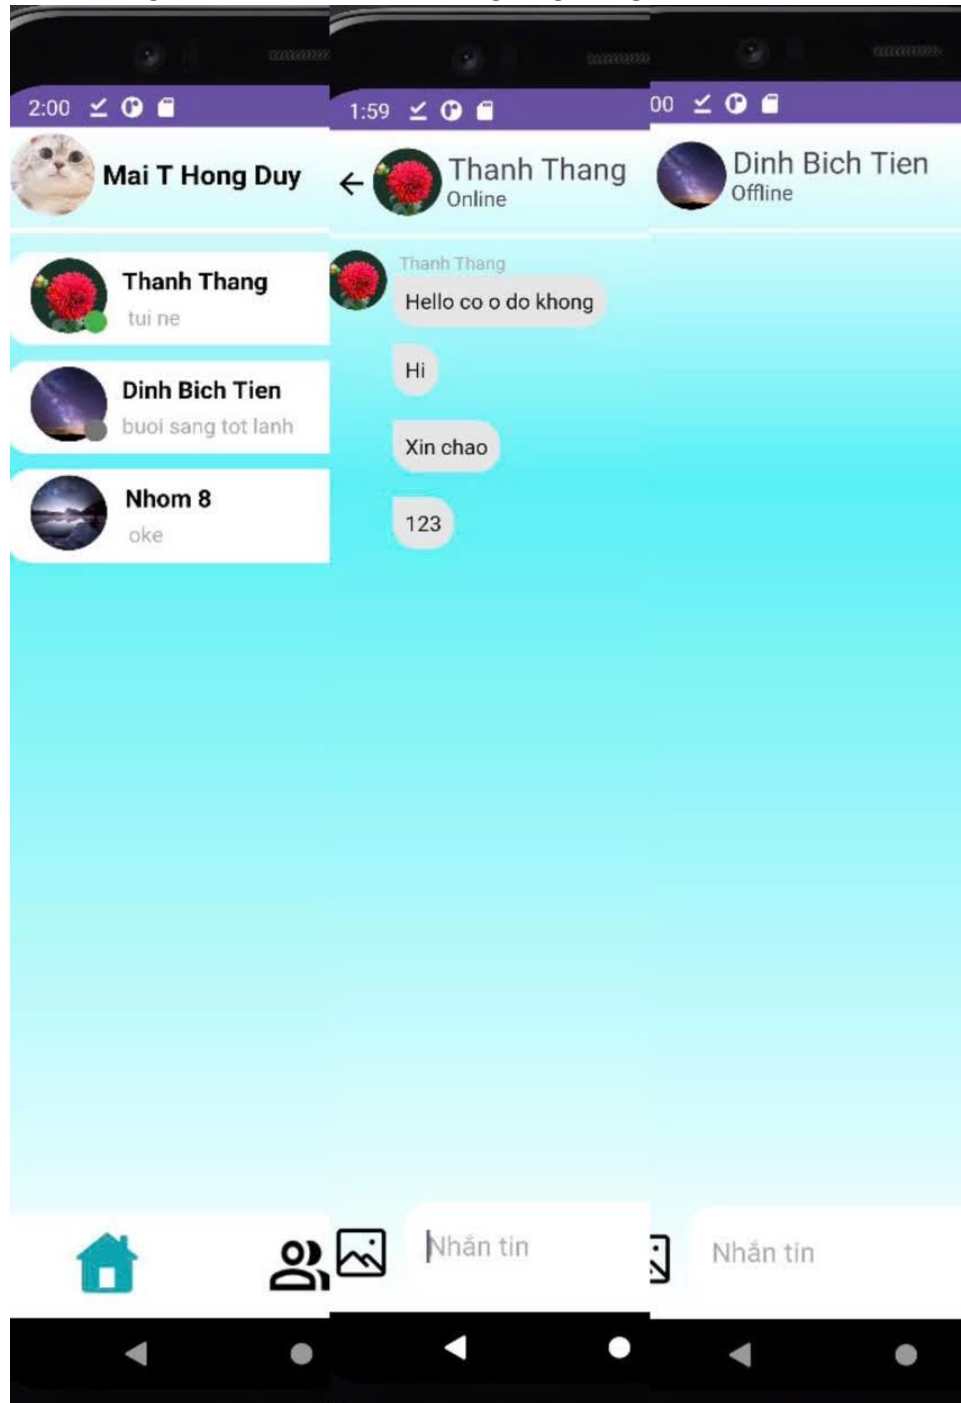 2:00
Mai T Hong Duy
Thanh Thang
tui ne
Dinh Bich Tien
buoi sang tot lanh
Nhom 8
oke
1:59
Thanh Thang
Online
Thanh Thang
Hello co o do khong
Hi
Xin chao
123
Nhắn tin
00
Dinh Bich Tien
Offline
Nhắn tin